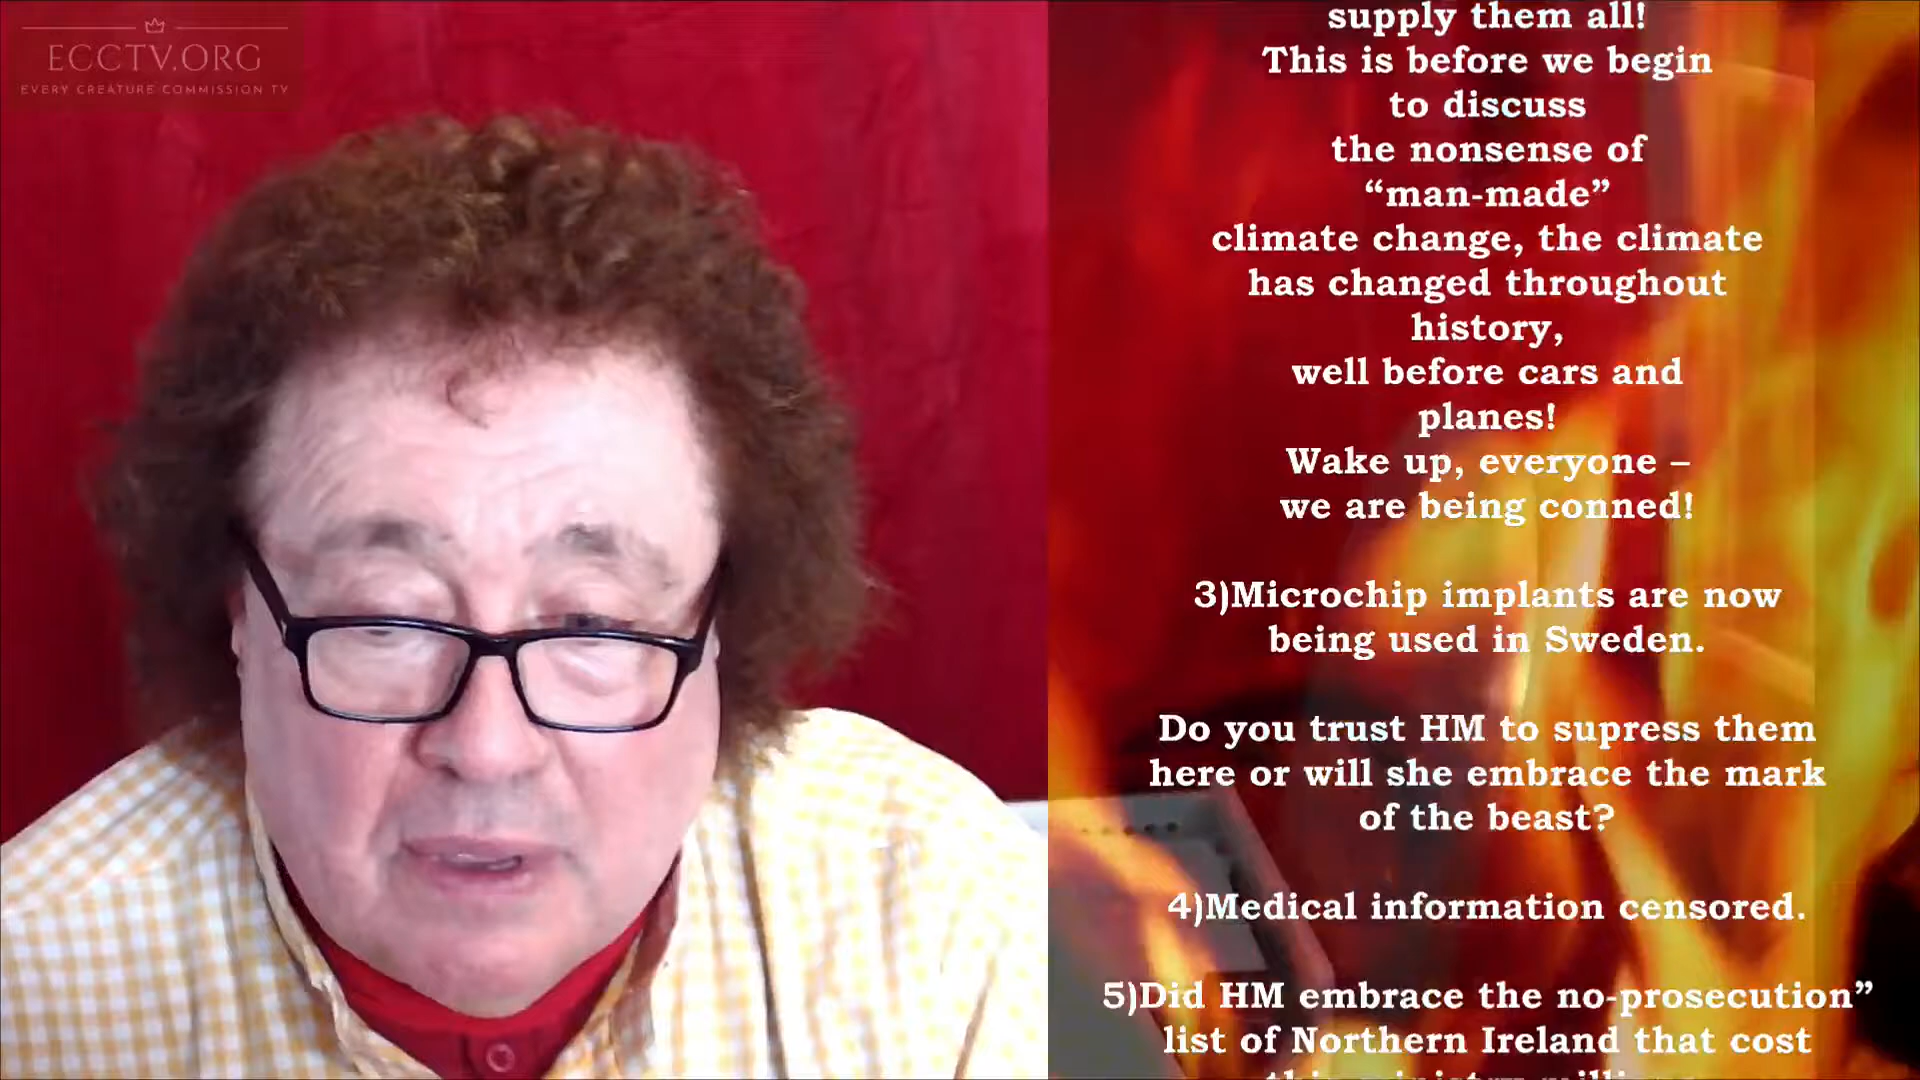 ECCTV.ORG
EVERY CREATURE COMMISSION TV
supply them all!
This is before we begin
to discuss
the nonsense of
“man-made”
climate change, the climate
has changed throughout
history,
well before cars and
planes!
Wake up, everyone –
we are being conned!
3)Microchip implants are now
being used in Sweden.
Do you trust HM to supress them
here or will she embrace the mark
of the beast?
4)Medical information censored.
5)Did HM embrace the no-prosecution”
list of Northern Ireland that cost
this ministry